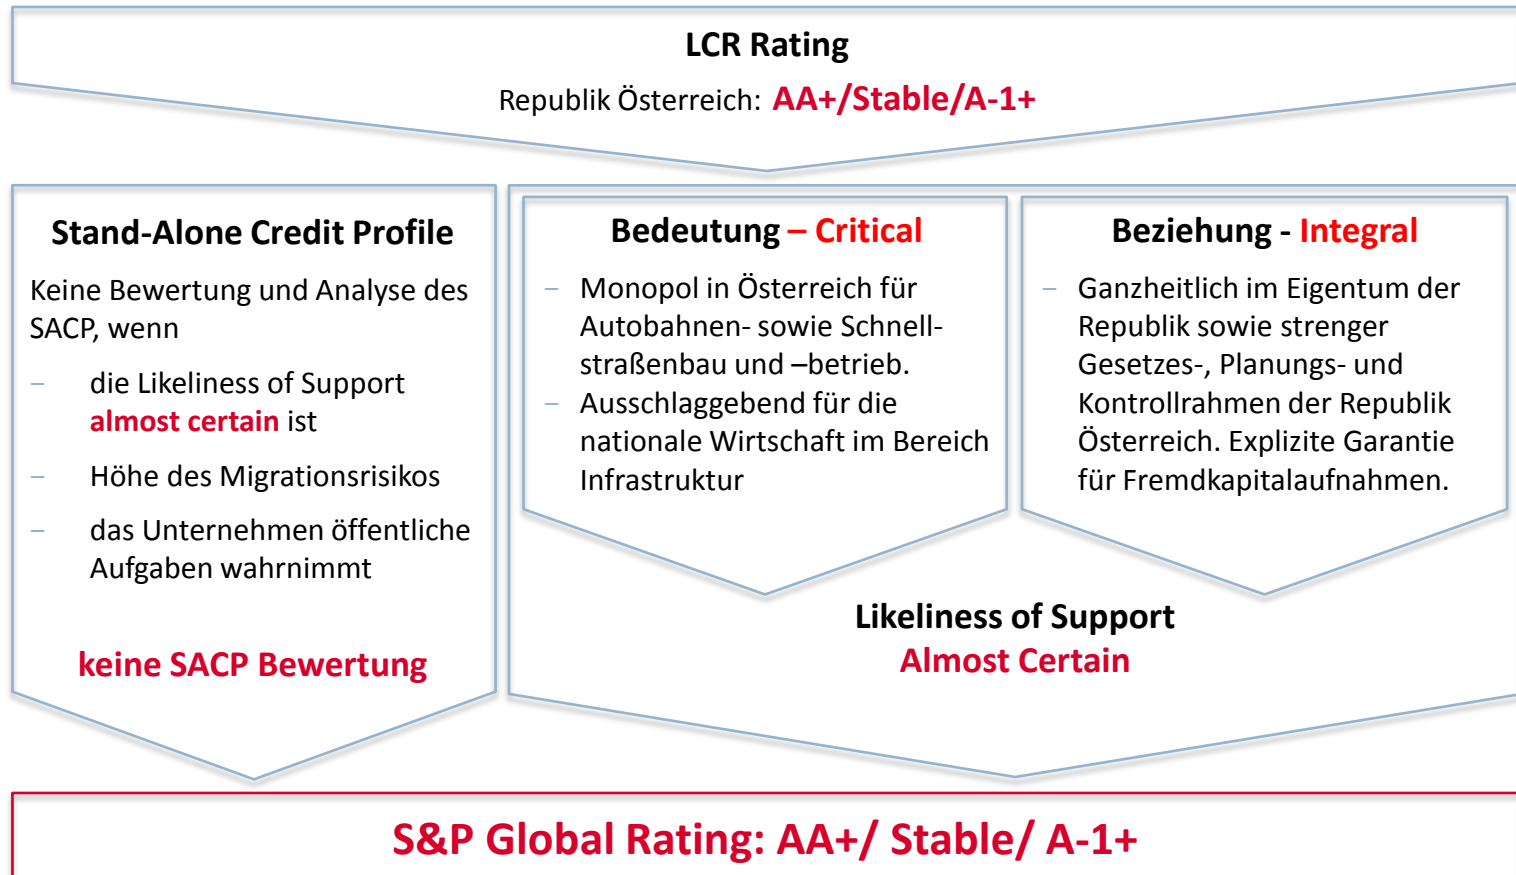 LCR Rating
Republik Österreich: AA+/Stable/A-1+
Stand-Alone Credit Profile
Keine Bewertung und Analyse des
SACP, wenn
– die Likeliness of Support
almost certain ist
– Höhe des Migrationsrisikos
– das Unternehmen öffentliche
Aufgaben wahrnimmt
keine SACP Bewertung
Bedeutung – Critical
– Monopol in Österreich für
Autobahnen- sowie Schnell-
straßenbau und –betrieb.
– Ausschlaggebend für die
nationale Wirtschaft im Bereich
Infrastruktur
Beziehung - Integral
– Ganzheitlich im Eigentum der
Republik sowie strenger
Gesetzes-, Planungs- und
Kontrollrahmen der Republik
Österreich. Explizite Garantie
für Fremdkapitalaufnahmen.
Likeliness of Support
Almost Certain
S&P Global Rating: AA+/ Stable/ A-1+